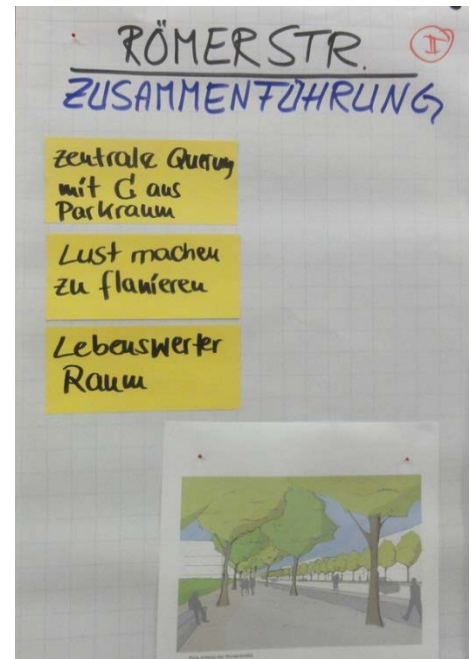 RÖMERSTR.
II
ZUSAMMENFÜHRUNG
zentrale Querung
mit G aus
Parkraum
Lust machen
zu flanieren
Lebenswerter
Raum